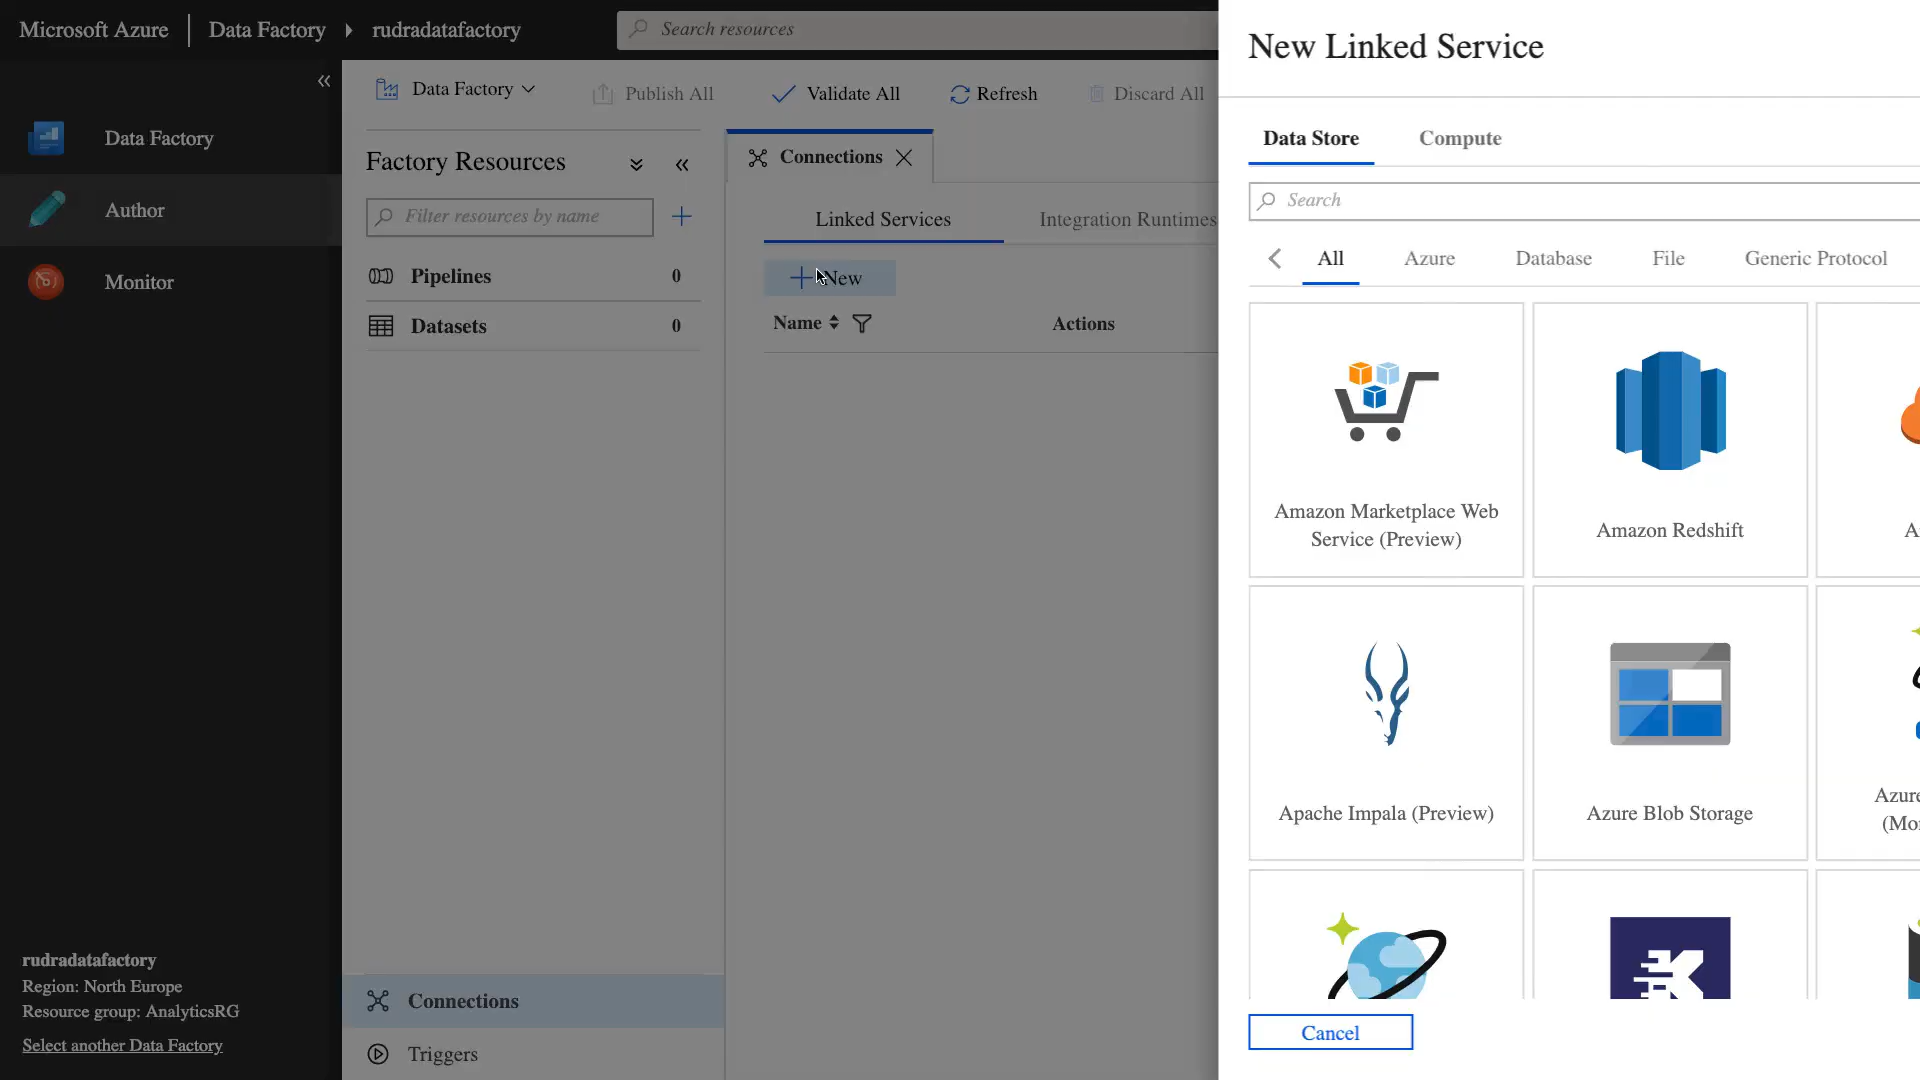 Microsoft Azure
Data Factory
rudradatafactory
Search resources
Data Factory
Author
Monitor
rudradatafactory
Region: North Europe
Resource group: AnalyticsRG
Select another Data Factory
Data Factory
Publish All
Validate All
Refresh
Discard All
Factory Resources
Filter resources by name
Pipelines 0
Datasets 0
Connections
Triggers
Connections
Linked Services
Integration Runtimes
New
Name
Actions
New Linked Service
Data Store
Compute
Search
All
Azure
Database
File
Generic Protocol
Amazon Marketplace Web
Service (Preview)
Amazon Redshift
Apache Impala (Preview)
Azure Blob Storage
Azure
Cancel